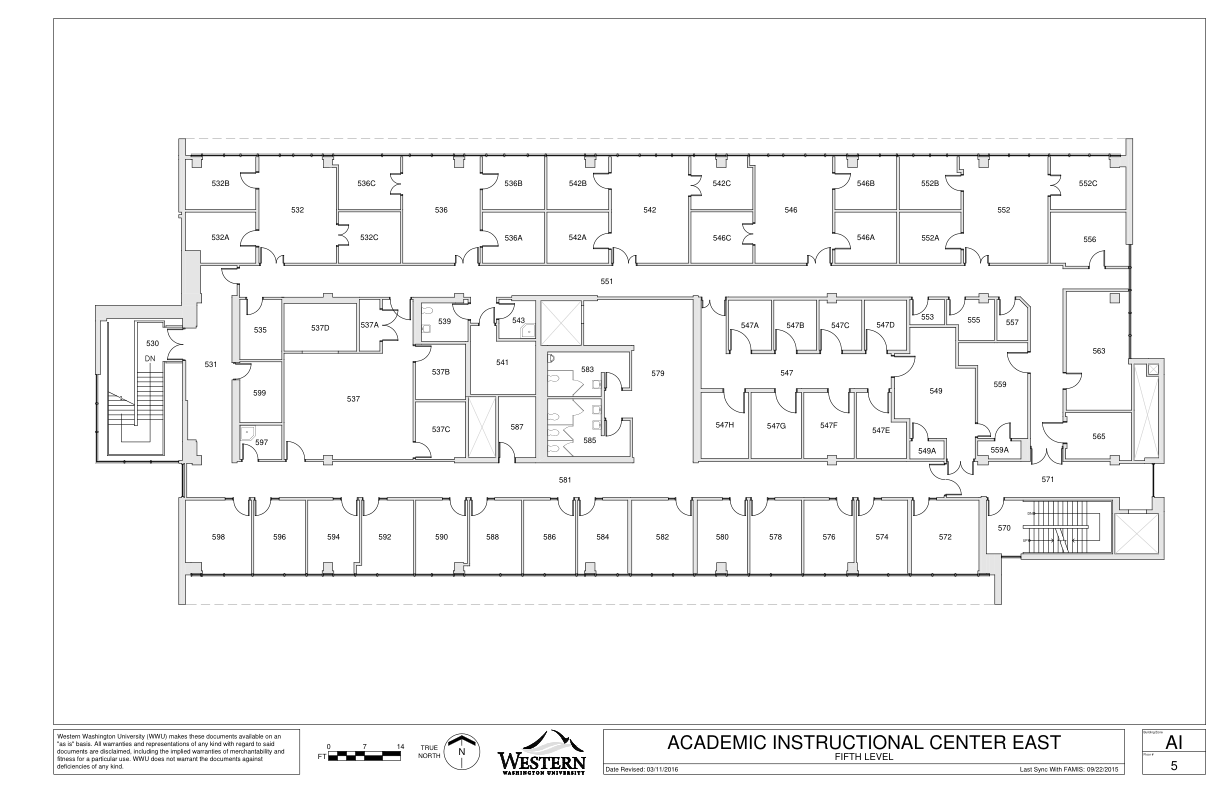 532B
536C
536B
542B
542C
546B
552B
552C
532
536
542
546
552
532A
532C
536A
542A
546C
546A
552A
556
551
530
DN
531
535
537D
537A
539
543
541
537B
537
537C
599
597
587
583
585
579
547A
547B
547C
547D
547
547H
547G
547F
547E
553
555
557
549
559
549A
559A
563
565
581
571
598
596
594
592
590
588
586
584
582
580
578
576
574
572
570
Western Washington University (WWU) makes these documents available on an
"as is" basis. All warranties and representations of any kind with regard to said
documents are disclaimed, including the implied warranties of merchantability and
fitness for a particular use. WWU does not warrant the documents against
deficiencies of any kind.
0 7 14
FT
TRUE
NORTH
N
WESTERN
WASHINGTON UNIVERSITY
ACADEMIC INSTRUCTIONAL CENTER EAST
FIFTH LEVEL
Date Revised: 03/11/2016
Last Sync With FAMIS: 09/22/2015
AI
5